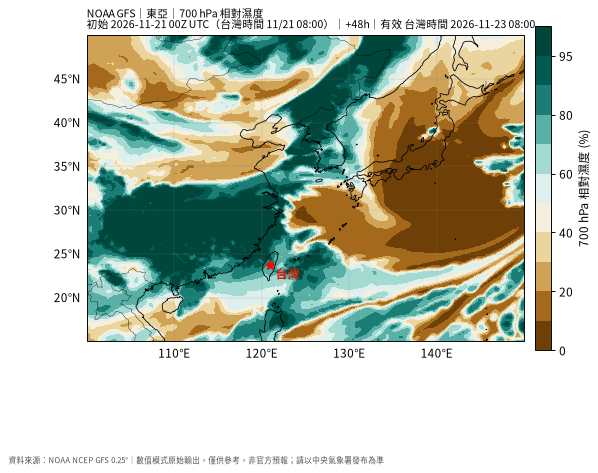 NOAA GFS｜東亞｜700 hPa 相對濕度
初始 2026-11-21 00Z UTC（台灣時間 11/21 08:00）｜+48h｜有效 台灣時間 2026-11-23 08:00
45°N
40°N
35°N
30°N
25°N
20°N
110°E
120°E
130°E
140°E
台灣
95
80
60
40
20
0
700 hPa 相對濕度 (%)
資料來源：NOAA NCEP GFS 0.25°｜數值模式原始輸出，僅供參考，非官方預報；請以中央氣象署發布為準